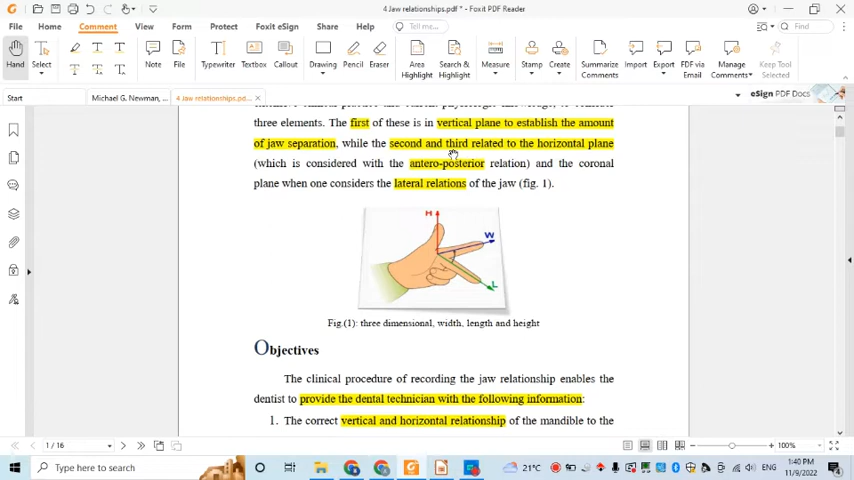 4 Jaw relationships.pdf * - Foxit PDF Reader
File Home Comment View Form Protect Foxit eSign Share Help Tell me... Find
Hand Select Note File Typewriter Textbox Callout Drawing Pencil Eraser Area Highlight Search & Highlight Measure Stamp Summarize Comments Import Export FDF via Email Manage Comments Keep Tool Selected
Start Michael G. Newman, ... 4 Jaw relationships.pd... eSign PDF Docs
three elements. The first of these is in vertical plane to establish the amount
of jaw separation, while the second and third related to the horizontal plane
(which is considered with the antero-posterior relation) and the coronal
plane when one considers the lateral relations of the jaw (fig. 1).
H
W
L
Fig.(1): three dimensional, width, length and height
Objectives
The clinical procedure of recording the jaw relationship enables the
dentist to provide the dental technician with the following information:
1. The correct vertical and horizontal relationship of the mandible to the
1 / 16 100%
Type here to search 21°C ENG 1:40 PM
11/9/2022